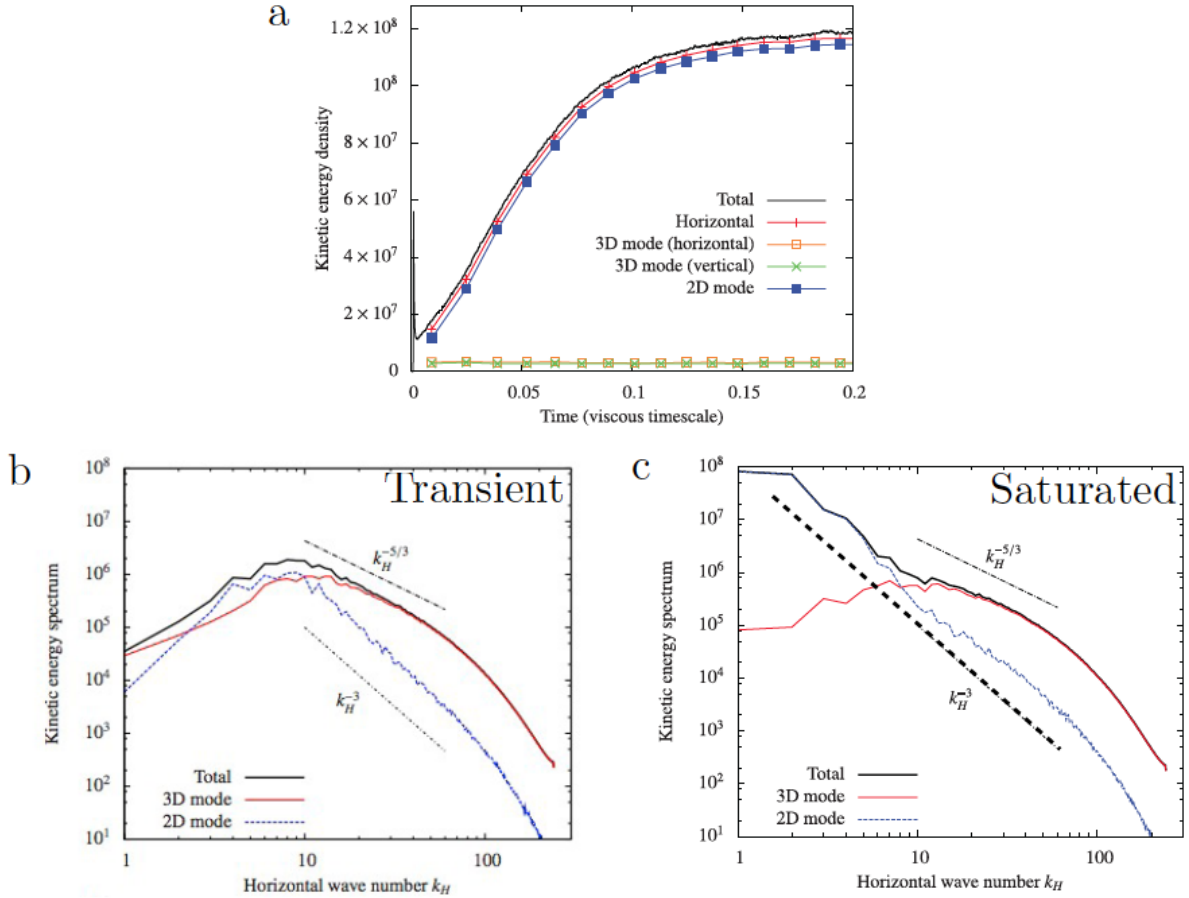 a
1.2 × 10^8
10^8
8 × 10^7
6 × 10^7
4 × 10^7
2 × 10^7
0
Kinetic energy density
Total
Horizontal
3D mode (horizontal)
3D mode (vertical)
2D mode
0 0.05 0.1 0.15 0.2
Time (viscous timescale)
b
Transient
10^8
10^7
10^6
10^5
10^4
10^3
10^2
10^1
Kinetic energy spectrum
k_H^{-5/3}
k_H^{-3}
Total
3D mode
2D mode
1 10 100
Horizontal wave number k_H
c
Saturated
10^8
10^7
10^6
10^5
10^4
10^3
10^2
10^1
Kinetic energy spectrum
k_H^{-5/3}
k_H^{-3}
Total
3D mode
2D mode
1 10 100
Horizontal wave number k_H